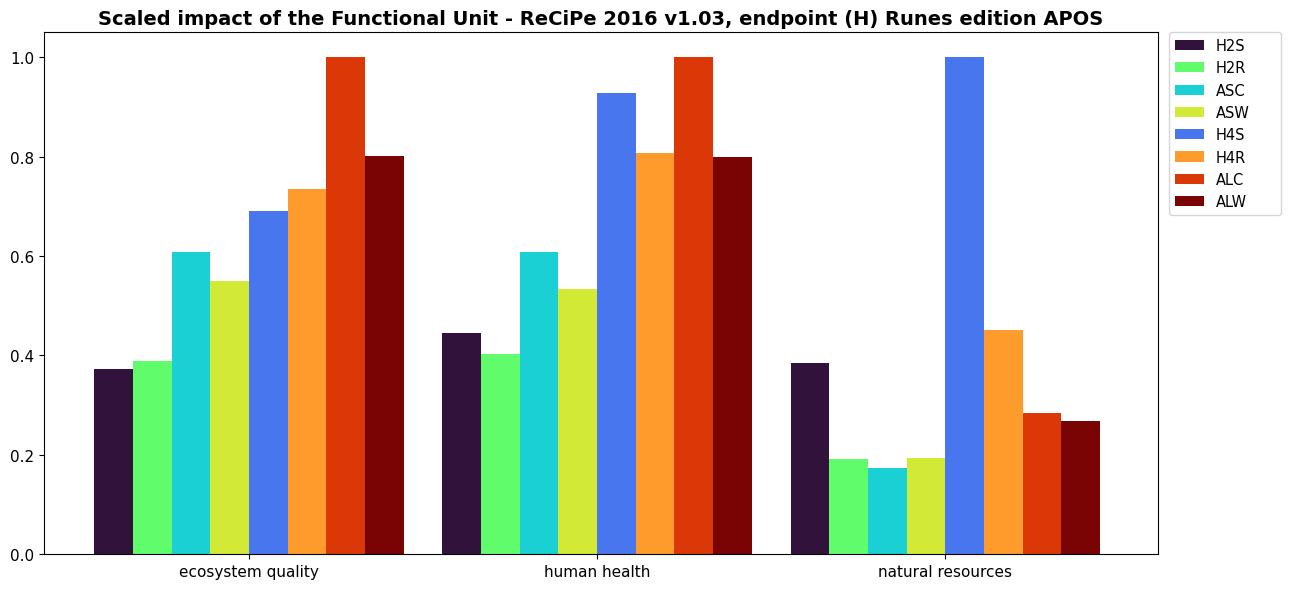 Scaled impact of the Functional Unit - ReCiPe 2016 v1.03, endpoint (H) Runes edition APOS
1.0
0.8
0.6
0.4
0.2
0.0
ecosystem quality
human health
natural resources
H2S
H2R
ASC
ASW
H4S
H4R
ALC
ALW